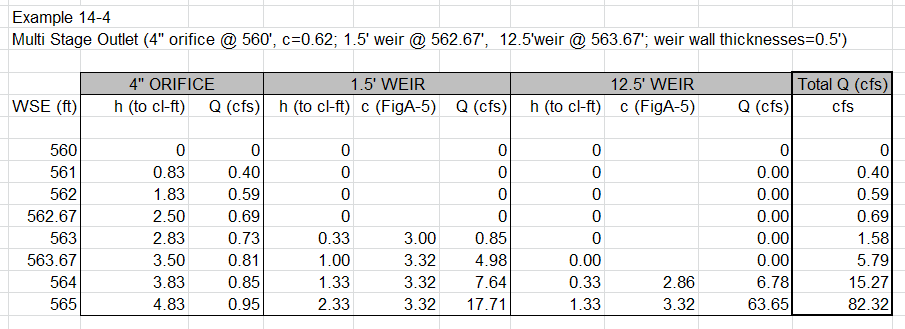 Example 14-4
Multi Stage Outlet (4" orifice @ 560', c=0.62; 1.5' weir @ 562.67', 12.5'weir @ 563.67'; weir wall thicknesses=0.5')
4" ORIFICE 1.5' WEIR 12.5' WEIR Total Q (cfs)
WSE (ft) h (to cl-ft) Q (cfs) h (to cl-ft) c (FigA-5) Q (cfs) h (to cl-ft) c (FigA-5) Q (cfs) cfs
560 0 0 0 0 0 0 0
561 0.83 0.40 0 0 0 0.00 0.40
562 1.83 0.59 0 0 0 0.00 0.59
562.67 2.50 0.69 0 0 0 0.00 0.69
563 2.83 0.73 0.33 3.00 0.85 0 0.00 1.58
563.67 3.50 0.81 1.00 3.32 4.98 0.00 0.00 5.79
564 3.83 0.85 1.33 3.32 7.64 0.33 2.86 6.78 15.27
565 4.83 0.95 2.33 3.32 17.71 1.33 3.32 63.65 82.32